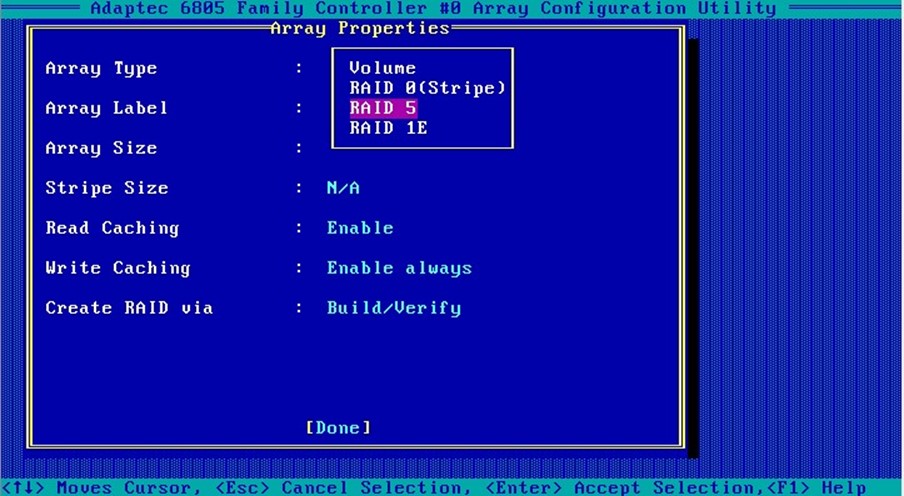 Adaptec 6805 Family Controller #0 Array Configuration Utility
Array Properties
Array Type : Volume
RAID 0(Stripe)
Array Label : RAID 5
RAID 1E
Array Size :
Stripe Size : N/A
Read Caching : Enable
Write Caching : Enable always
Create RAID via : Build/Verify
[Done]
<↑↓> Moves Cursor, <Esc> Cancel Selection, <Enter> Accept Selection,<F1> Help